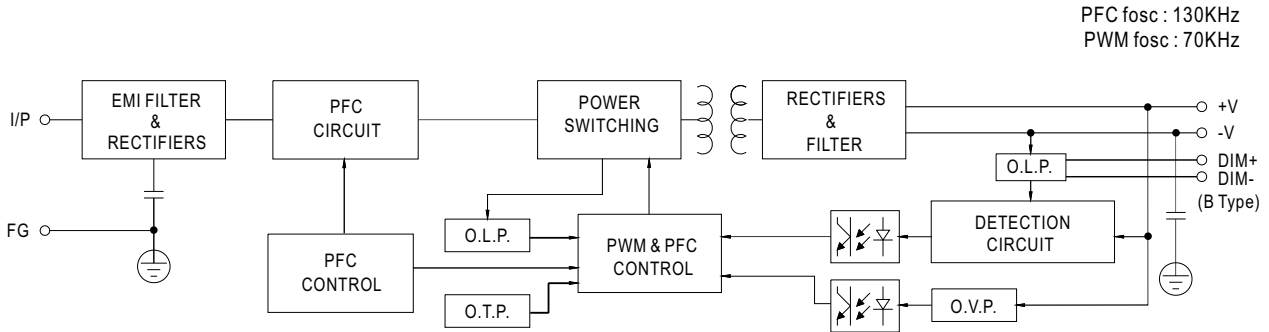 PFC fosc : 130KHz
PWM fosc : 70KHz
I/P
EMI FILTER
&
RECTIFIERS
PFC
CIRCUIT
POWER
SWITCHING
RECTIFIERS
&
FILTER
+V
-V
O.L.P.
DIM+
DIM-
(B Type)
FG
O.L.P.
DETECTION
CIRCUIT
PFC
CONTROL
PWM & PFC
CONTROL
O.T.P.
O.V.P.